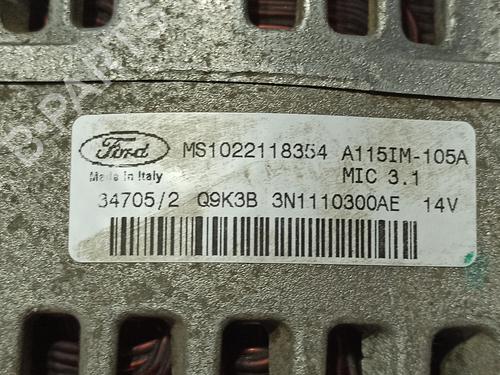 B-PARTS
Ford MS1022118354 A115IM-105A
Made in Italy MIC 3.1
34705/2 Q9K3B 3N1110300AE 14V